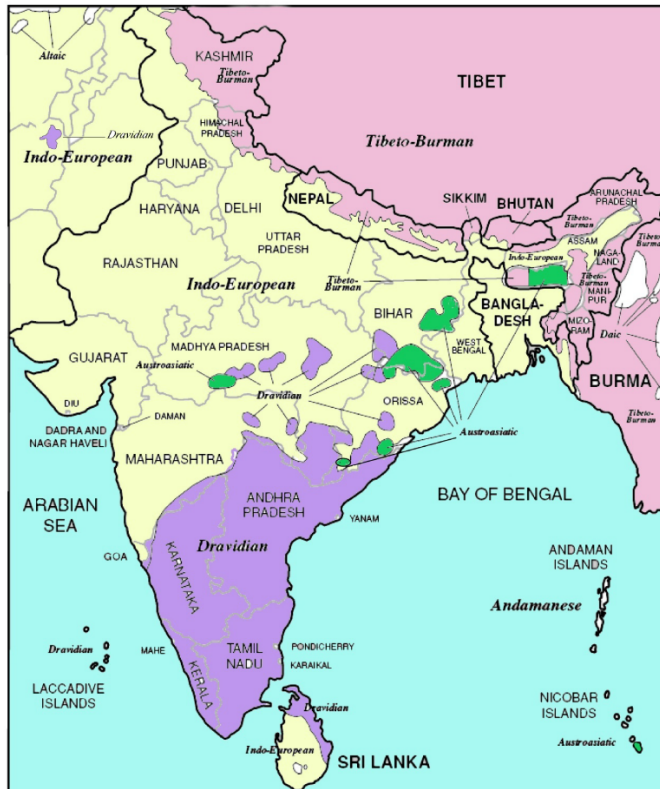 Altaic
KASHMIR
Tibeto-
Burman
TIBET
Dravidian
HIMACHAL
PRADESH
Tibeto-Burman
Indo-European
PUNJAB
HARYANA
DELHI
NEPAL
SIKKIM
BHUTAN
ARUNACHAL
PRADESH
Tibeto-
Burman
UTTAR
PRADESH
ASSAM
RAJASTHAN
Tibeto-
Burman
Indo-European
NAGA-
LAND
Indo-European
Tibeto-
Burman
MANI-
PUR
BIHAR
BANGLA-
DESH
MIZO-
RAM
Daic
GUJARAT
MADHYA PRADESH
WEST
BENGAL
Austroasiatic
BURMA
Dravidian
ORISSA
DIU
DAMAN
Tibeto-
Burman
DADRA AND
NAGAR HAVELI
Austroasiatic
MAHARASHTRA
ARABIAN
SEA
ANDHRA
PRADESH
BAY OF BENGAL
YANAM
Dravidian
GOA
KARNATAKA
ANDAMAN
ISLANDS
Andamanese
Dravidian
MAHE
TAMIL
NADU
PONDICHERRY
KARAIKAL
KERALA
LACCADIVE
ISLANDS
NICOBAR
ISLANDS
Dravidian
Austroasiatic
Indo-European
SRI LANKA